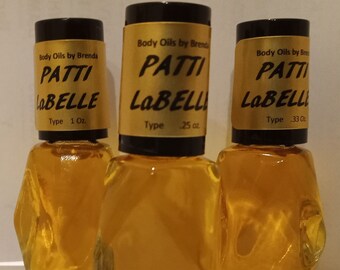 Body Oils by Brenda
PATTI
LaBELLE
Type 1 Oz.
Body Oils by Brenda
PATTI
LaBELLE
Type .25 oz.
Body Oils by Brenda
PATTI
LaBELLE
Type .33 Oz.